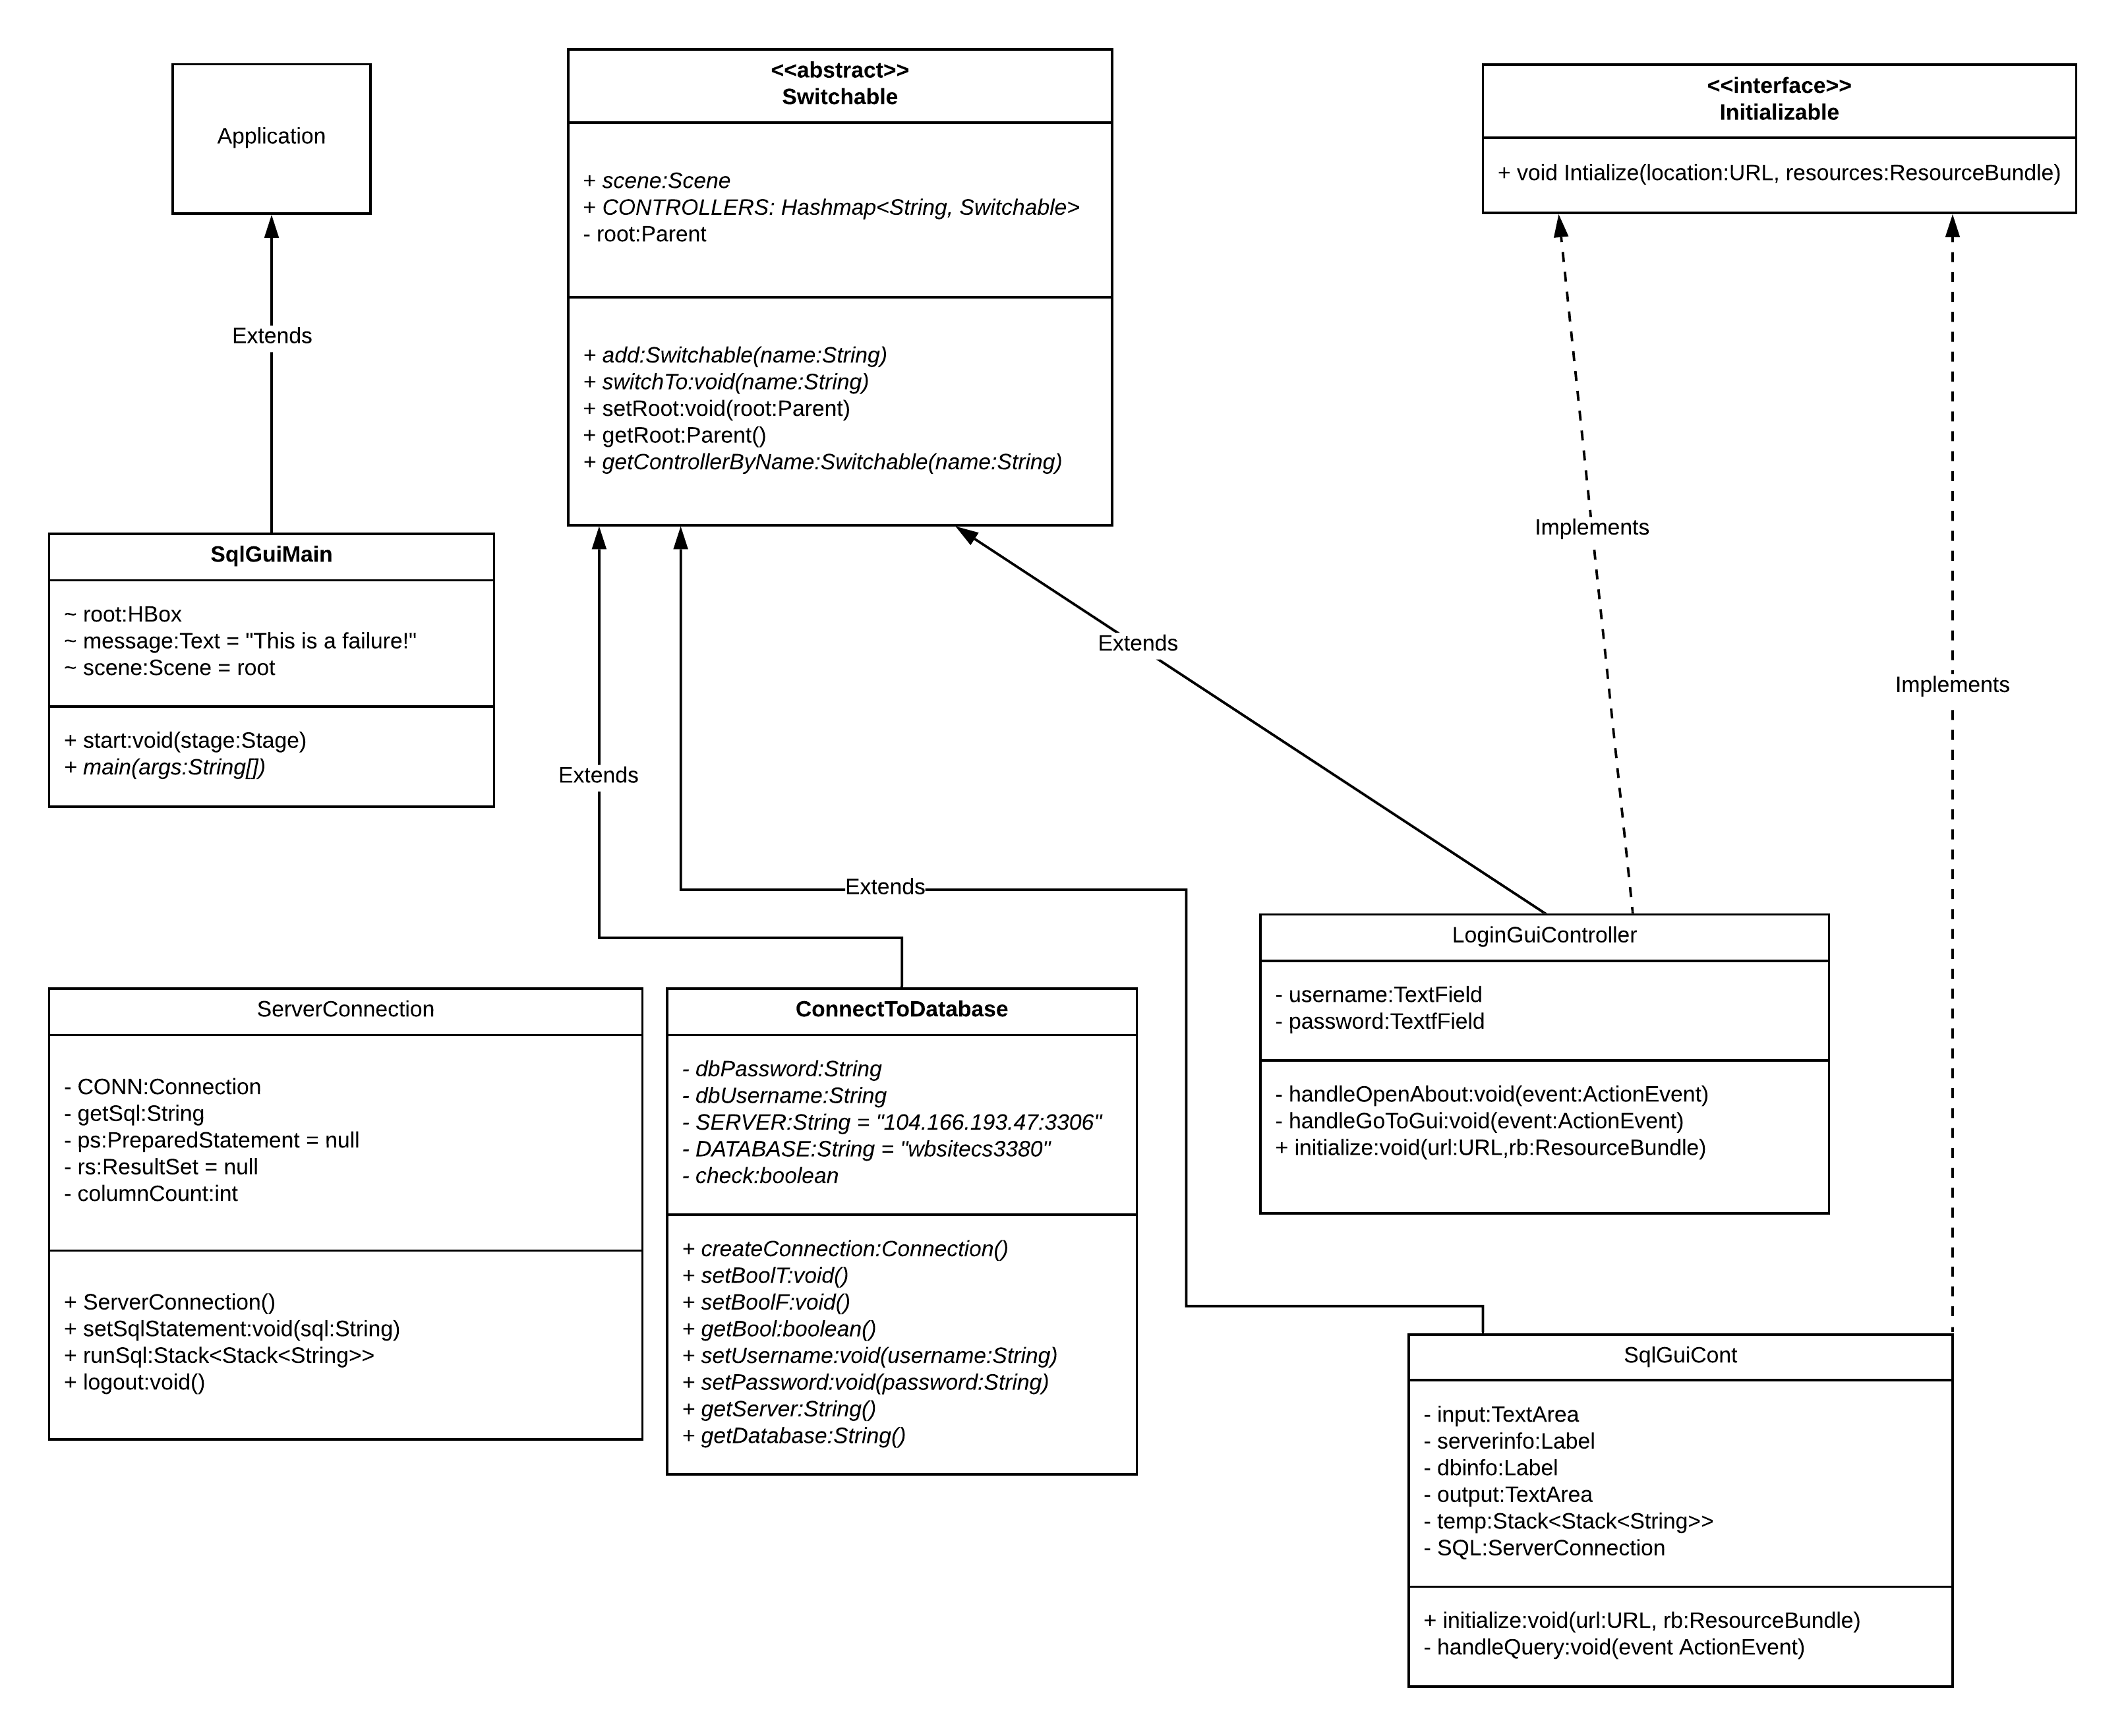 Application
Extends
SqlGuiMain
~ root:HBox
~ message:Text = "This is a failure!"
~ scene:Scene = root
+ start:void(stage:Stage)
+ main(args:String[])
<<abstract>>
Switchable
+ scene:Scene
+ CONTROLLERS: Hashmap<String, Switchable>
- root:Parent
+ add:Switchable(name:String)
+ switchTo:void(name:String)
+ setRoot:void(root:Parent)
+ getRoot:Parent()
+ getControllerByName:Switchable(name:String)
<<interface>>
Initializable
+ void Intialize(location:URL, resources:ResourceBundle)
Implements
Extends
Implements
Extends
Extends
ServerConnection
- CONN:Connection
- getSql:String
- ps:PreparedStatement = null
- rs:ResultSet = null
- columnCount:int
+ ServerConnection()
+ setSqlStatement:void(sql:String)
+ runSql:Stack<Stack<String>>
+ logout:void()
ConnectToDatabase
- dbPassword:String
- dbUsername:String
- SERVER:String = "104.166.193.47:3306"
- DATABASE:String = "wbsitecs3380"
- check:boolean
+ createConnection:Connection()
+ setBoolT:void()
+ setBoolF:void()
+ getBool:boolean()
+ setUsername:void(username:String)
+ setPassword:void(password:String)
+ getServer:String()
+ getDatabase:String()
LoginGuiController
- username:TextField
- password:TextfField
- handleOpenAbout:void(event:ActionEvent)
- handleGoToGui:void(event:ActionEvent)
+ initialize:void(url:URL,rb:ResourceBundle)
SqlGuiCont
- input:TextArea
- serverinfo:Label
- dbinfo:Label
- output:TextArea
- temp:Stack<Stack<String>>
- SQL:ServerConnection
+ initialize:void(url:URL, rb:ResourceBundle)
- handleQuery:void(event ActionEvent)